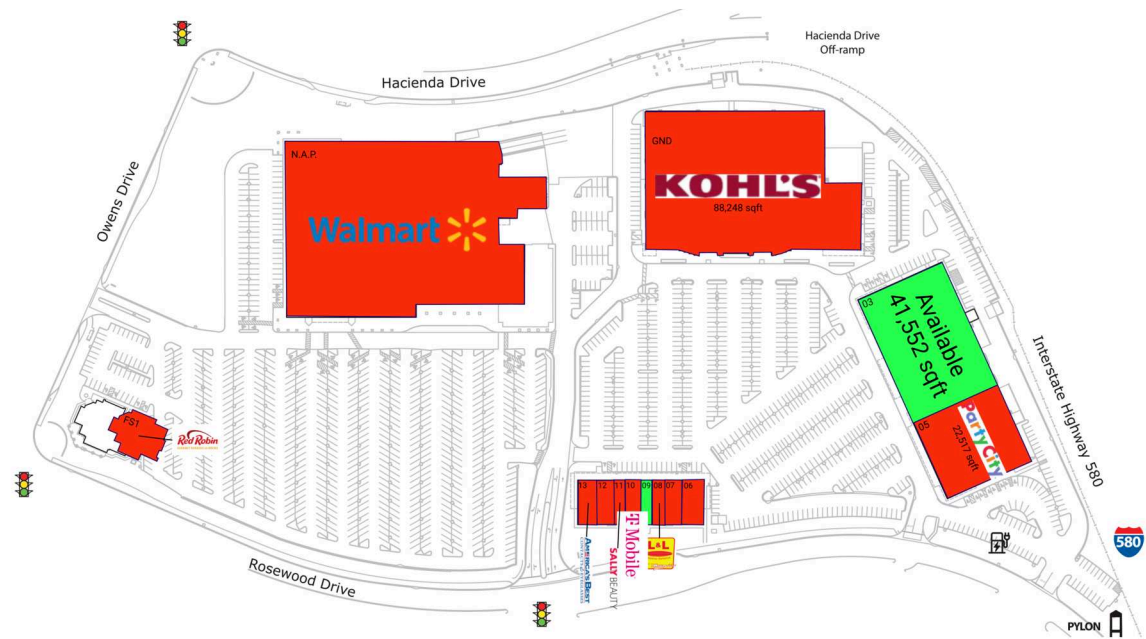 Hacienda Drive
Off-ramp
Hacienda Drive
Owens Drive
N.A.P.
Walmart
GND
KOHL'S
88,248 sqft
03
Available
41,552 sqft
Interstate Highway 580
05
Party City
22,517 sqft
FS1
Red Robin
13
12
11
10
09
08
07
06
AMERICA'S BEST
CONTACTS & EYEGLASSES
SALLY BEAUTY
T Mobile
L&L
Rosewood Drive
580
PYLON